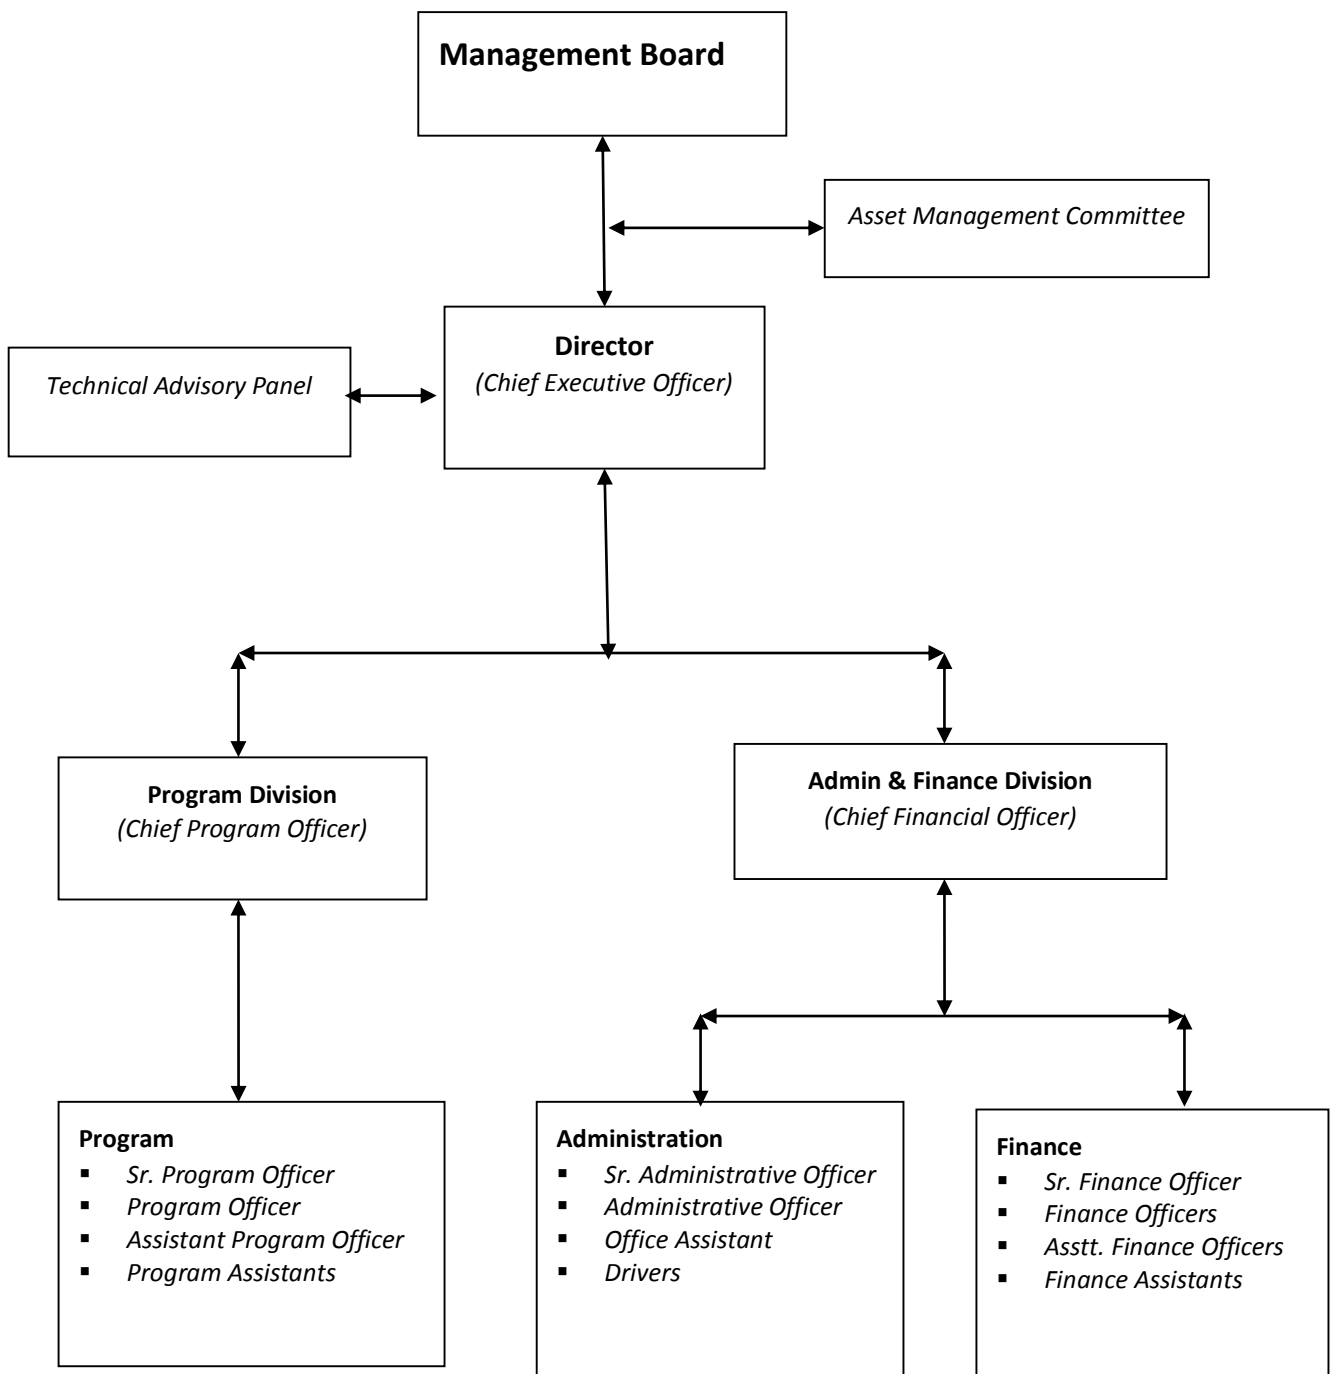 Management Board
Asset Management Committee
Director
(Chief Executive Officer)
Technical Advisory Panel
Program Division
(Chief Program Officer)
Admin & Finance Division
(Chief Financial Officer)
Program
▪ Sr. Program Officer
▪ Program Officer
▪ Assistant Program Officer
▪ Program Assistants
Administration
▪ Sr. Administrative Officer
▪ Administrative Officer
▪ Office Assistant
▪ Drivers
Finance
▪ Sr. Finance Officer
▪ Finance Officers
▪ Asstt. Finance Officers
▪ Finance Assistants